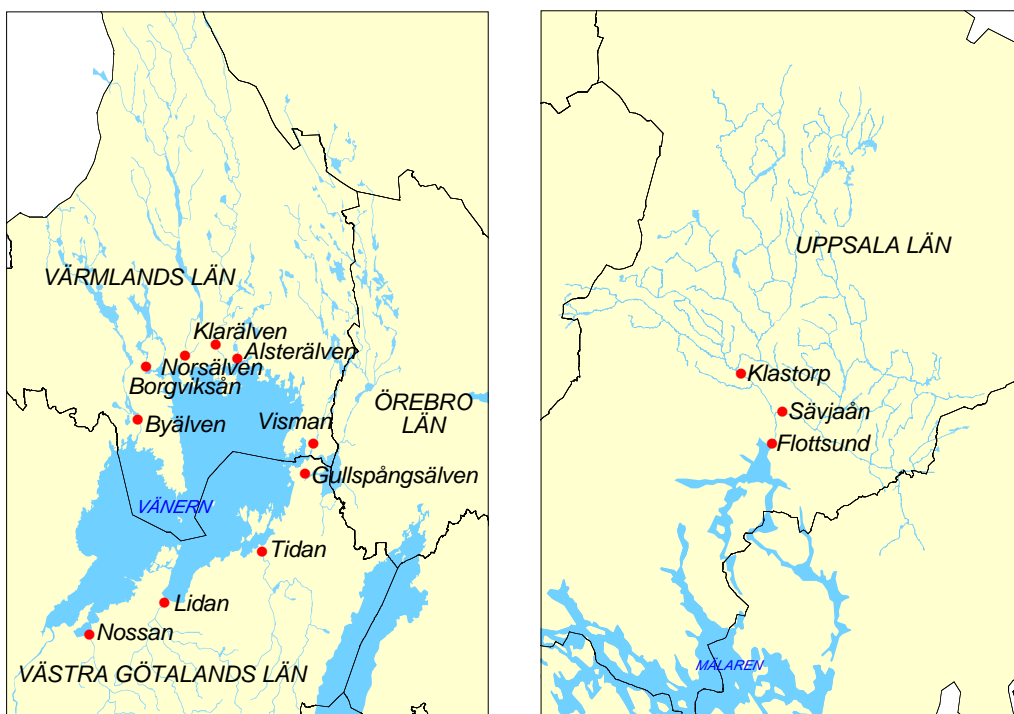 VÄRMLANDS LÄN
Klarälven
Alsterälven
Norsälven
Borgviksån
Byälven
Visman
ÖREBRO
LÄN
Gullspångsälven
VÄNERN
Tidan
Lidan
Nossan
VÄSTRA GÖTALANDS LÄN
UPPSALA LÄN
Klastorp
Sävjaån
Flottsund
MÄLAREN